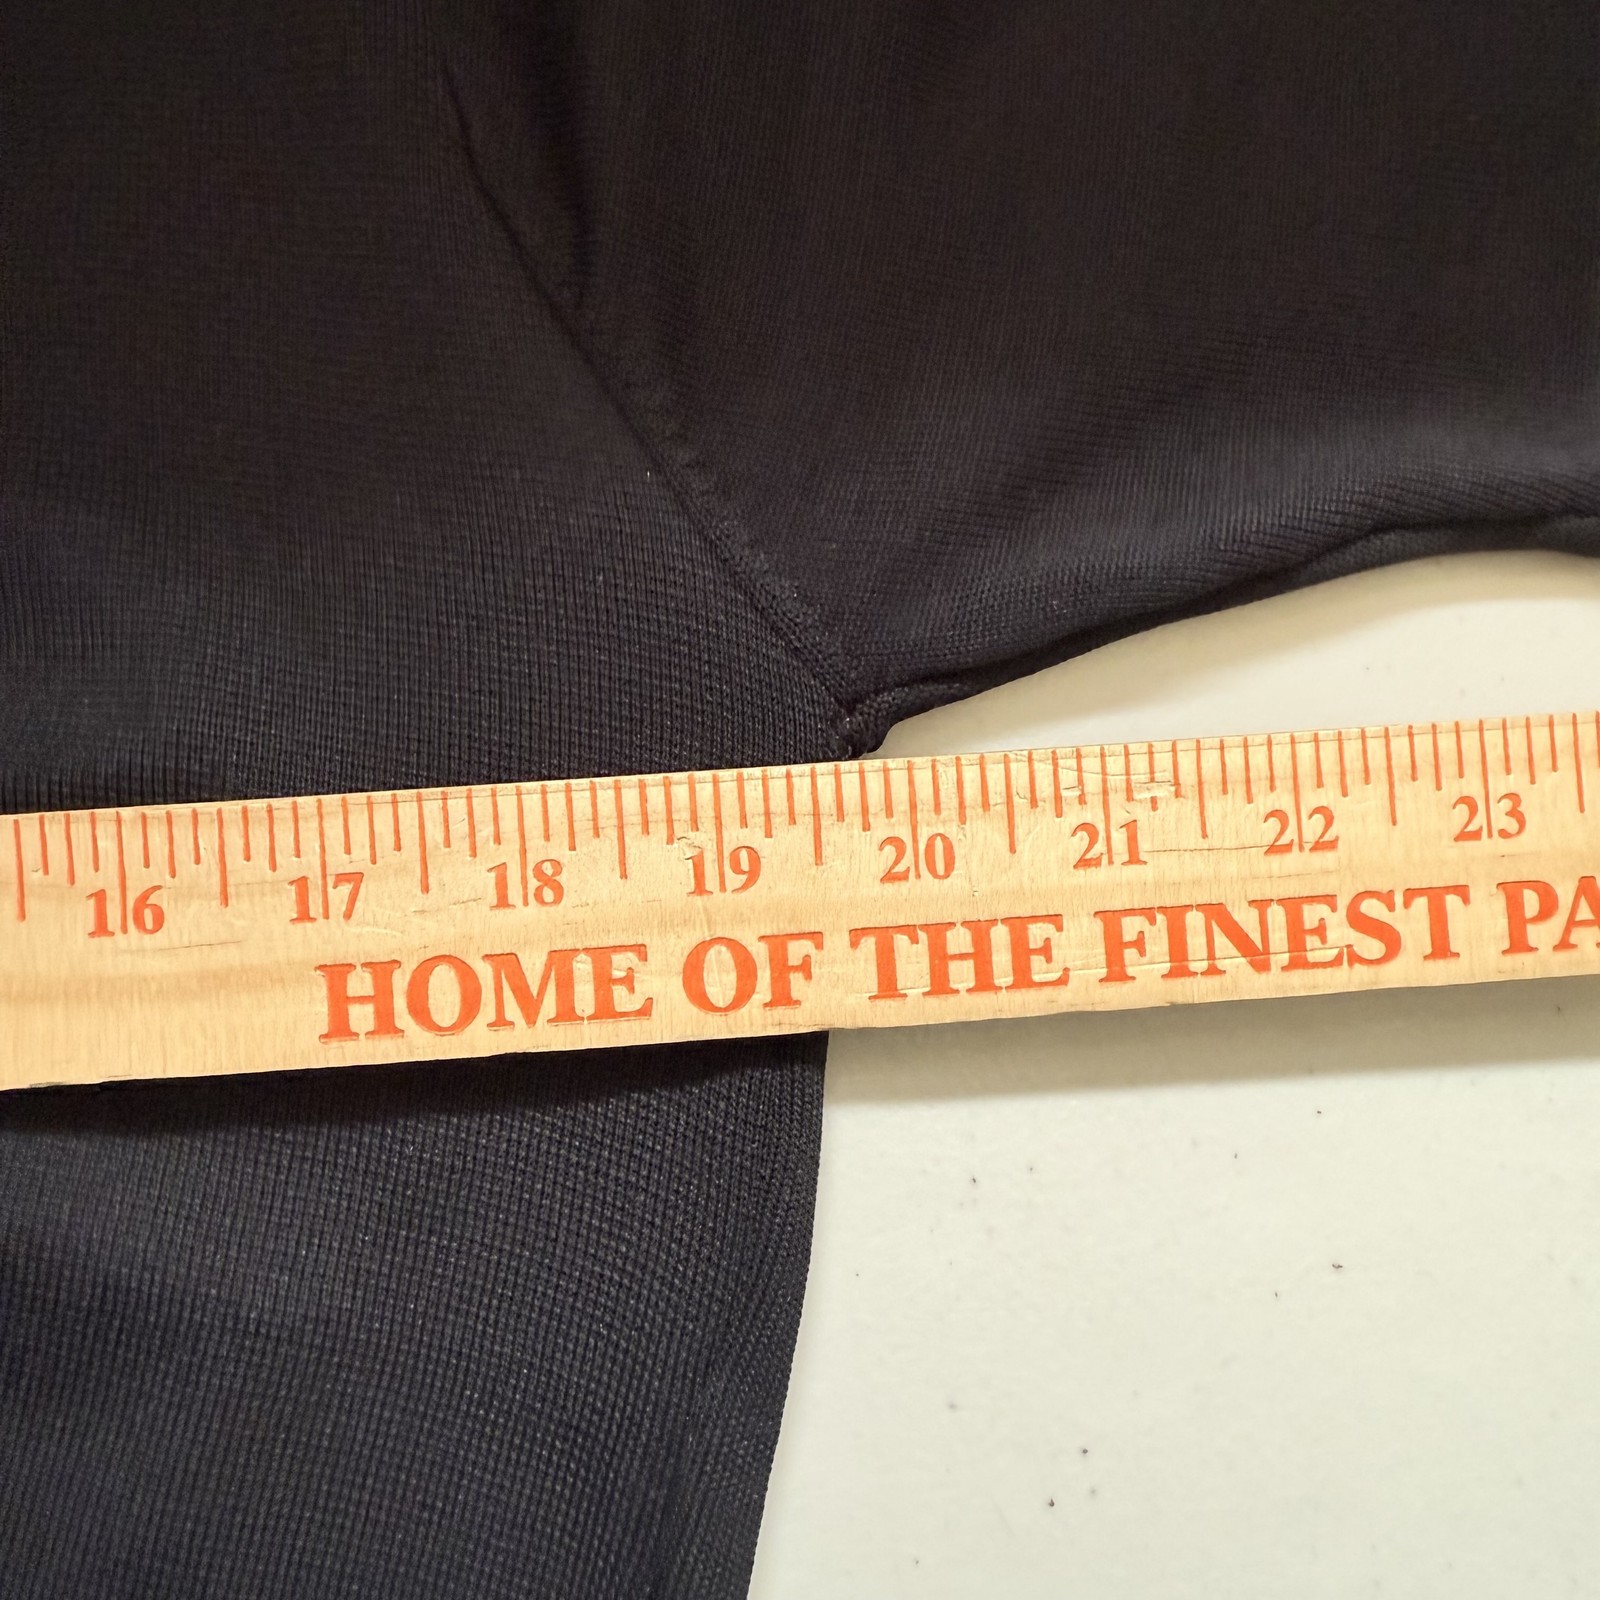 16 17 18 19 20 21 22 23
HOME OF THE FINEST PA